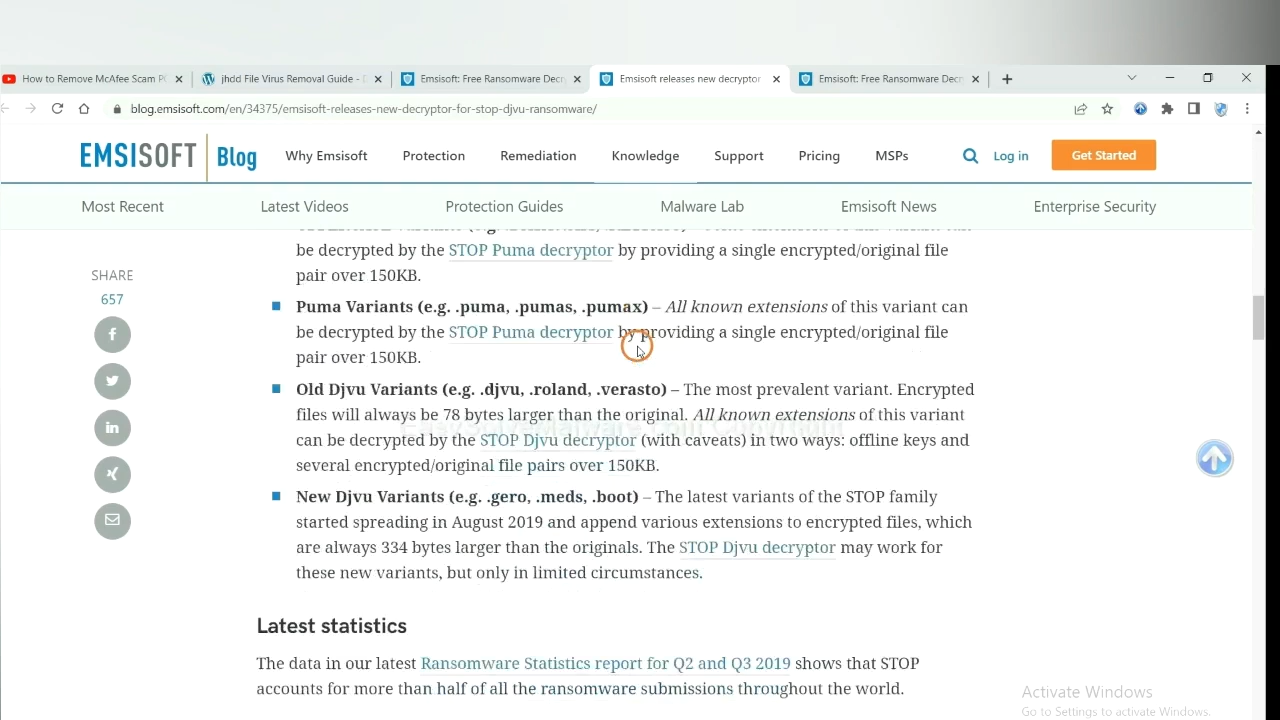 How to Remove McAfee Scam P
jhdd File Virus Removal Guide -
Emsisoft: Free Ransomware Decr
Emsisoft releases new decryptor
Emsisoft: Free Ransomware Decr
blog.emsisoft.com/en/34375/emsisoft-releases-new-decryptor-for-stop-djvu-ransomware/
EMSISOFT Blog Why Emsisoft Protection Remediation Knowledge Support Pricing MSPs Log in Get Started
Most Recent Latest Videos Protection Guides Malware Lab Emsisoft News Enterprise Security
SHARE
657
be decrypted by the STOP Puma decryptor by providing a single encrypted/original file
pair over 150KB.
Puma Variants (e.g. .puma, .pumas, .pumax) – All known extensions of this variant can
be decrypted by the STOP Puma decryptor by providing a single encrypted/original file
pair over 150KB.
Old Djvu Variants (e.g. .djvu, .roland, .verasto) – The most prevalent variant. Encrypted
files will always be 78 bytes larger than the original. All known extensions of this variant
can be decrypted by the STOP Djvu decryptor (with caveats) in two ways: offline keys and
several encrypted/original file pairs over 150KB.
New Djvu Variants (e.g. .gero, .meds, .boot) – The latest variants of the STOP family
started spreading in August 2019 and append various extensions to encrypted files, which
are always 334 bytes larger than the originals. The STOP Djvu decryptor may work for
these new variants, but only in limited circumstances.
Latest statistics
The data in our latest Ransomware Statistics report for Q2 and Q3 2019 shows that STOP
accounts for more than half of all the ransomware submissions throughout the world.
Activate Windows
Go to Settings to activate Windows.